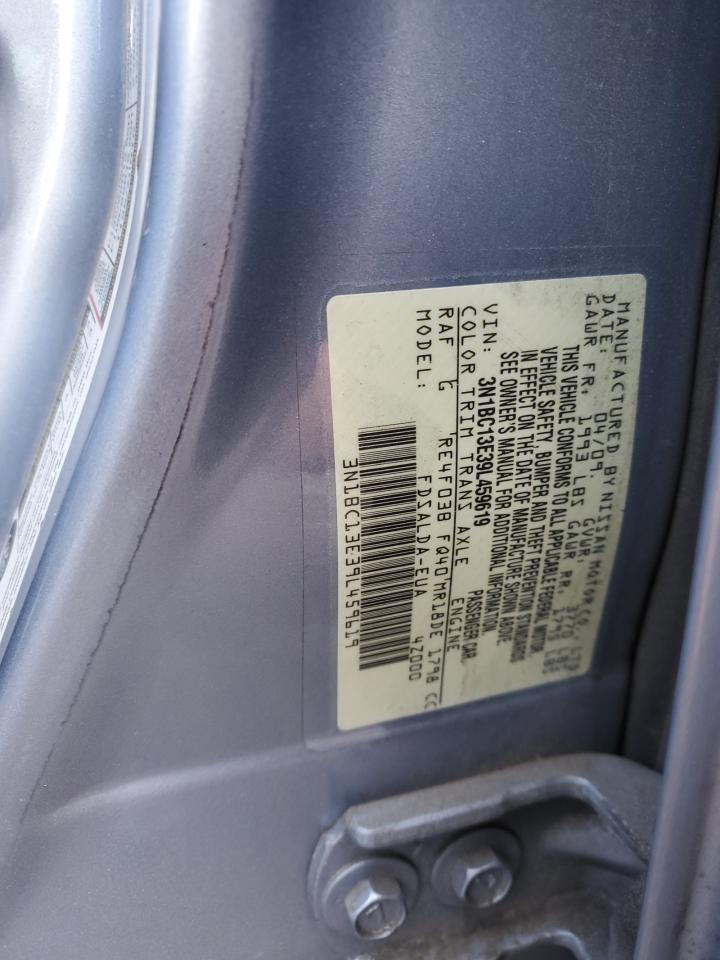 MANUFACTURED BY NISSAN MOTOR CO., LTD.
DATE: 04/09. GVWR: 3770 LBS
GAWR FR: 1993 LBS GAWR RR: 1793 LBS
THIS VEHICLE CONFORMS TO ALL APPLICABLE FEDERAL MOTOR
VEHICLE SAFETY, BUMPER AND THEFT PREVENTION STANDARDS
IN EFFECT ON THE DATE OF MANUFACTURE SHOWN ABOVE.
SEE OWNER'S MANUAL FOR ADDITIONAL INFORMATION.
VIN: 3N1BC13E39L459619 PASSENGER CAR
COLOR TRIM TRANS AXLE ENGINE
RAF G RE4F03B FQ40 MR18DE 1798 CC
MODEL: FDSALDA-EUA 4Z000
3N1BC13E39L459619
7